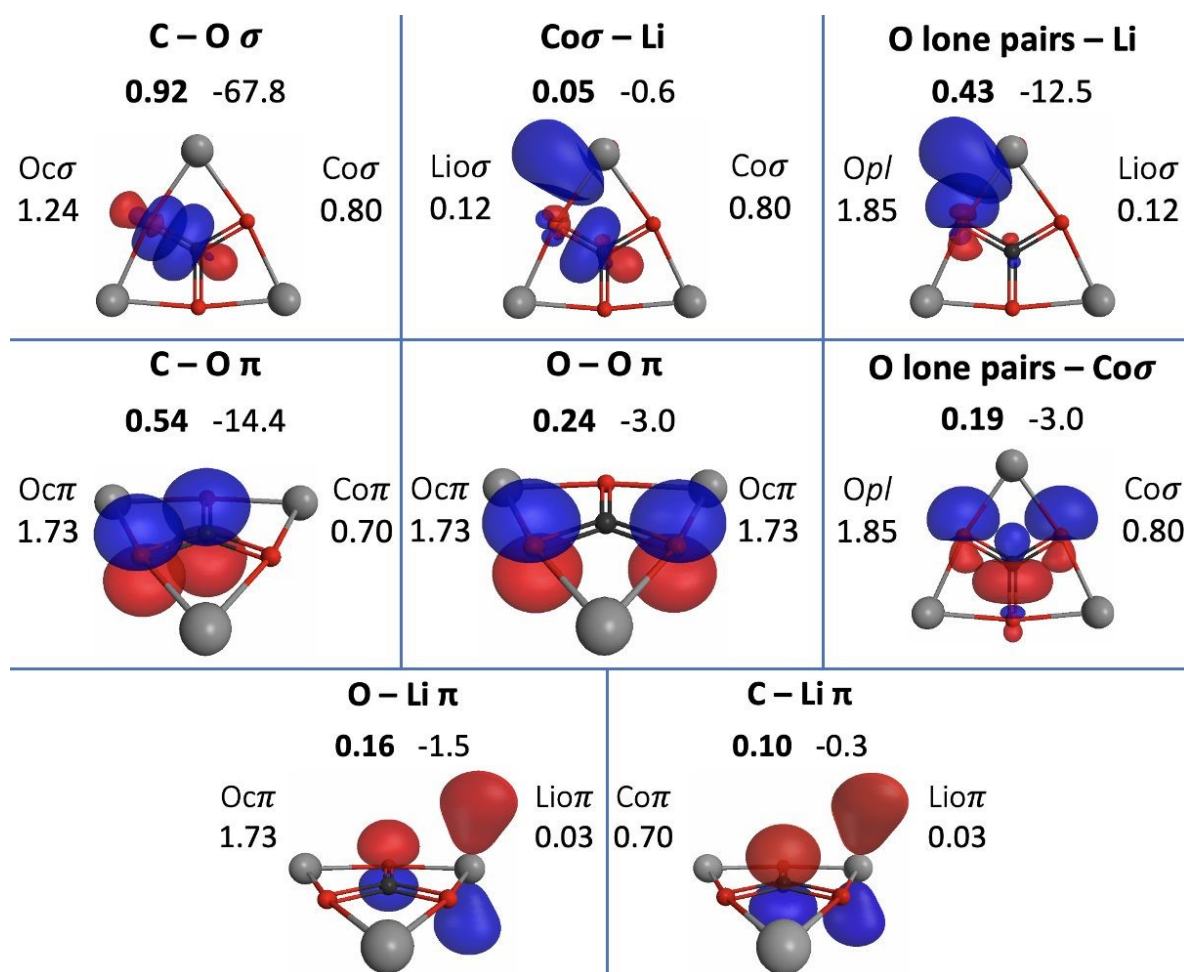 C – O σ
0.92 -67.8
Ocσ
1.24
Coσ
0.80
Coσ – Li
0.05 -0.6
Lioσ
0.12
Coσ
0.80
O lone pairs – Li
0.43 -12.5
Opl
1.85
Lioσ
0.12
C – O π
0.54 -14.4
Ocπ
1.73
Coπ
0.70
O – O π
0.24 -3.0
Ocπ
1.73
Ocπ
1.73
O lone pairs – Coσ
0.19 -3.0
Opl
1.85
Coσ
0.80
O – Li π
0.16 -1.5
Ocπ
1.73
Lioπ
0.03
C – Li π
0.10 -0.3
Coπ
0.70
Lioπ
0.03